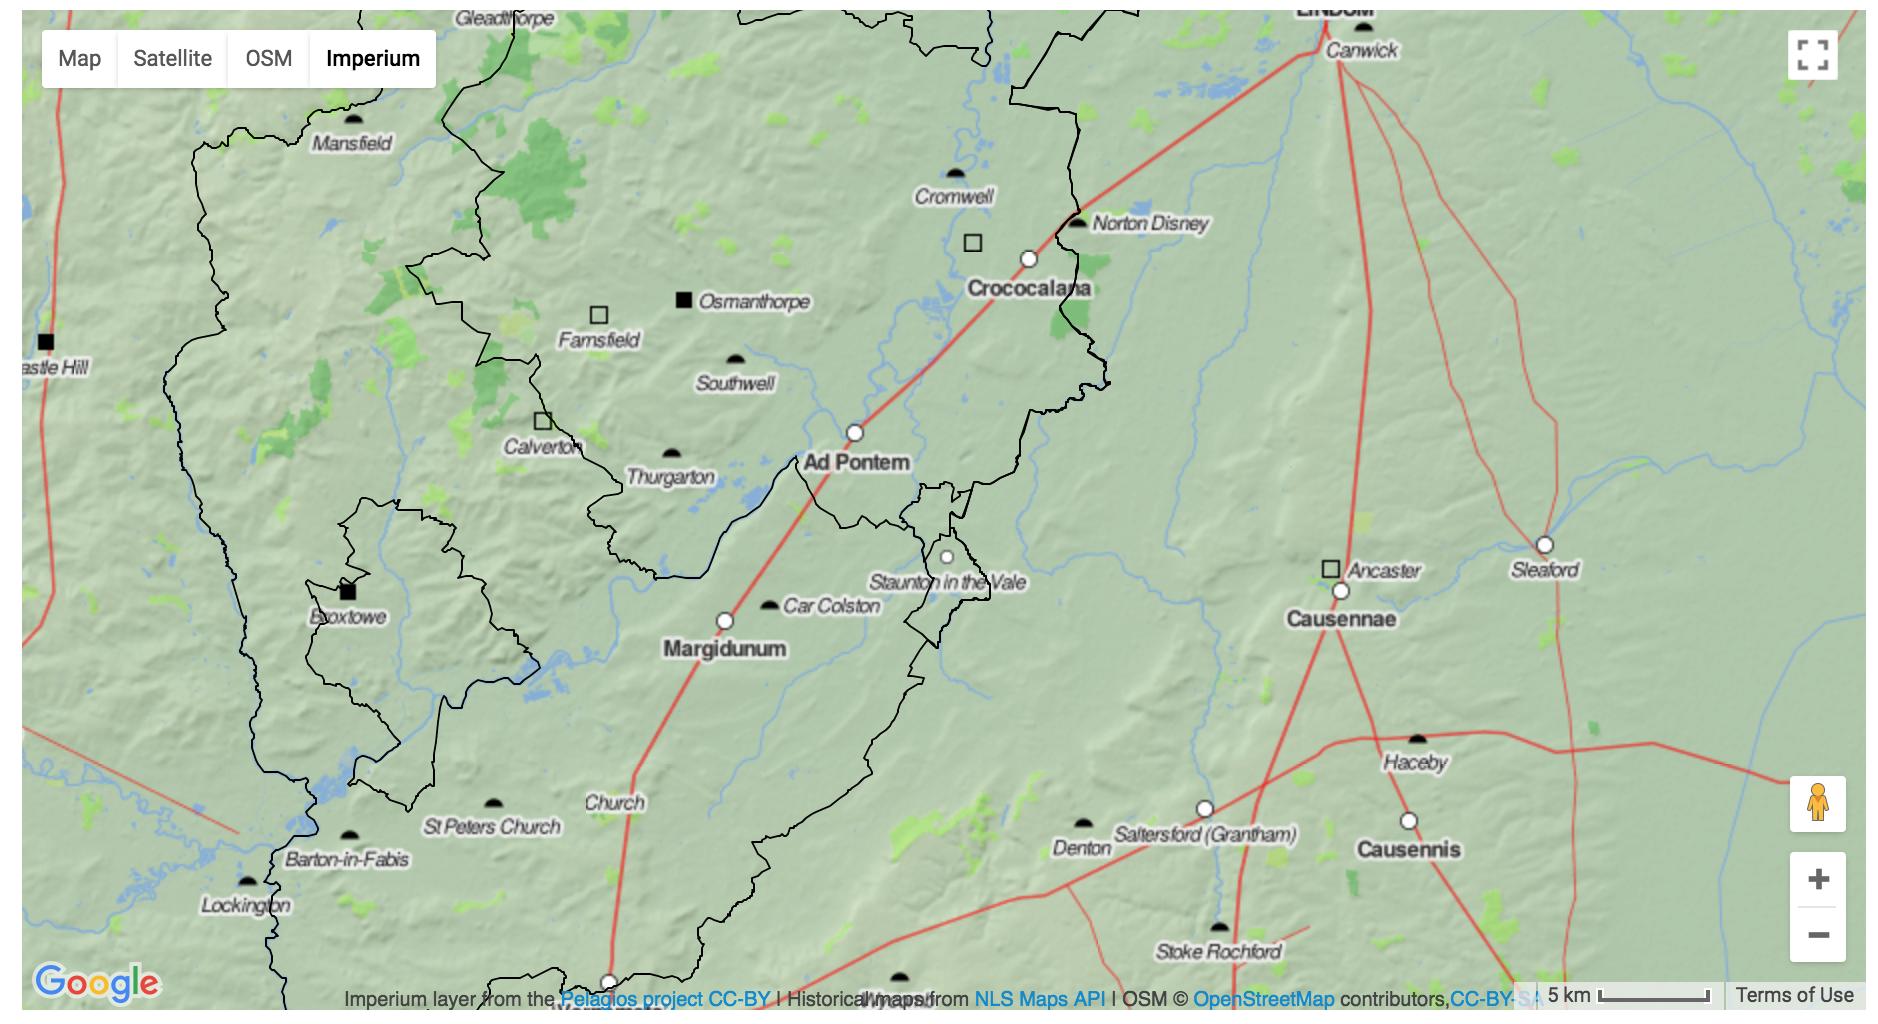 Gleadthorpe
LINDUM
Map Satellite OSM Imperium
Canwick
Mansfield
Cromwell
Norton Disney
Crococalana
Osmanthorpe
Farnsfield
astle Hill
Southwell
Calverton
Ad Pontem
Thurgarton
Staunton in the Vale
Ancaster
Sleaford
Car Colston
Broxtowe
Causennae
Margidunum
Haceby
Church
St Peters Church
Saltersford (Grantham)
Denton
Causennis
Barton-in-Fabis
Lockington
Stoke Rochford
Google
Imperium layer from the Pelagios project CC-BY | Historical maps from NLS Maps API | OSM © OpenStreetMap contributors,CC-BY-SA
5 km
Terms of Use